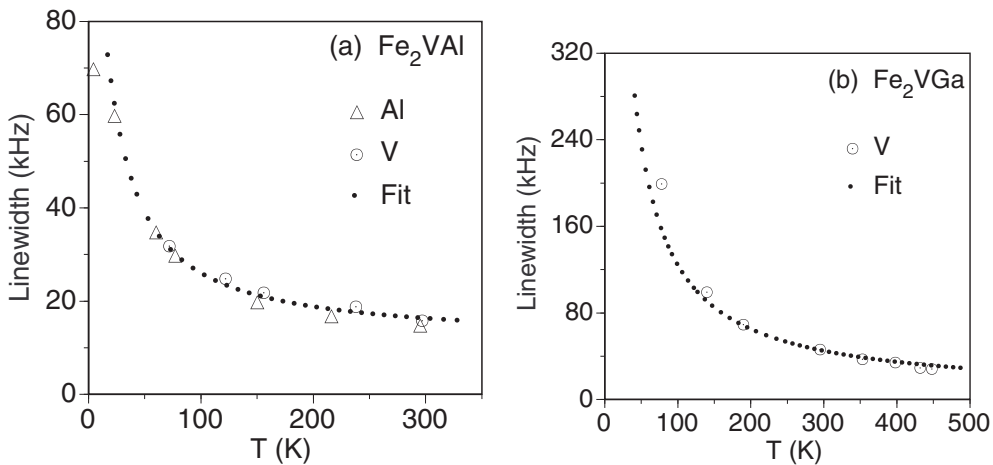 (a) Fe2VAl
Al
V
Fit
80
60
40
20
0
Linewidth (kHz)
0 100 200 300
T (K)
(b) Fe2VGa
V
Fit
320
240
160
80
0
Linewidth (kHz)
0 100 200 300 400 500
T (K)